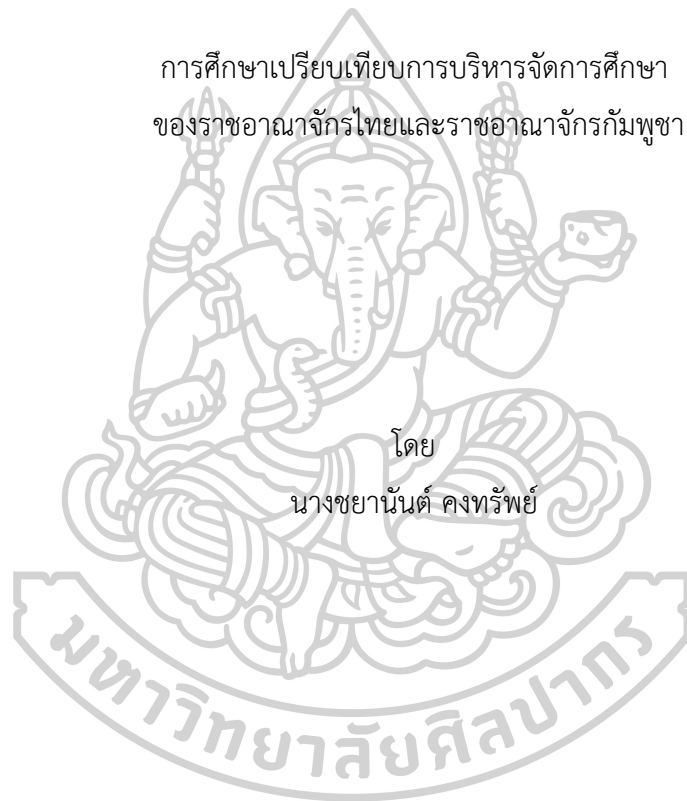 การศึกษาเปรียบเทียบการบริหารจัดการศึกษา
ของราชอาณาจักรไทยและราชอาณาจักรกัมพูชา
โดย
นางชยานันต์ คงทรัพย์
มหาวิทยาลัยศิลปากร